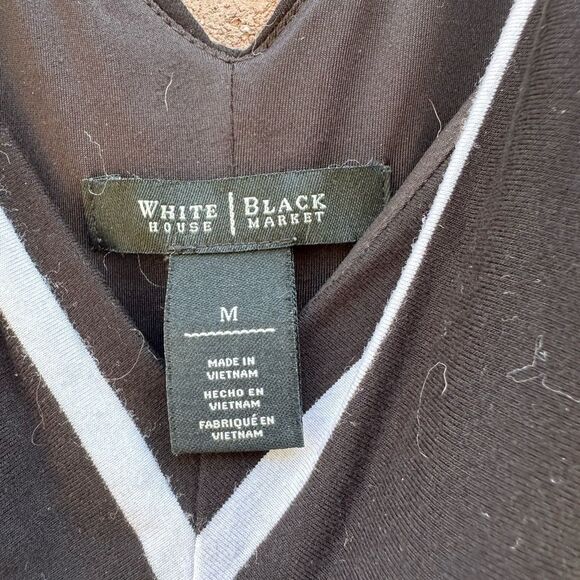 WHITE | BLACK
HOUSE | MARKET
M
MADE IN
VIETNAM
HECHO EN
VIETNAM
FABRIQUÉ EN
VIETNAM